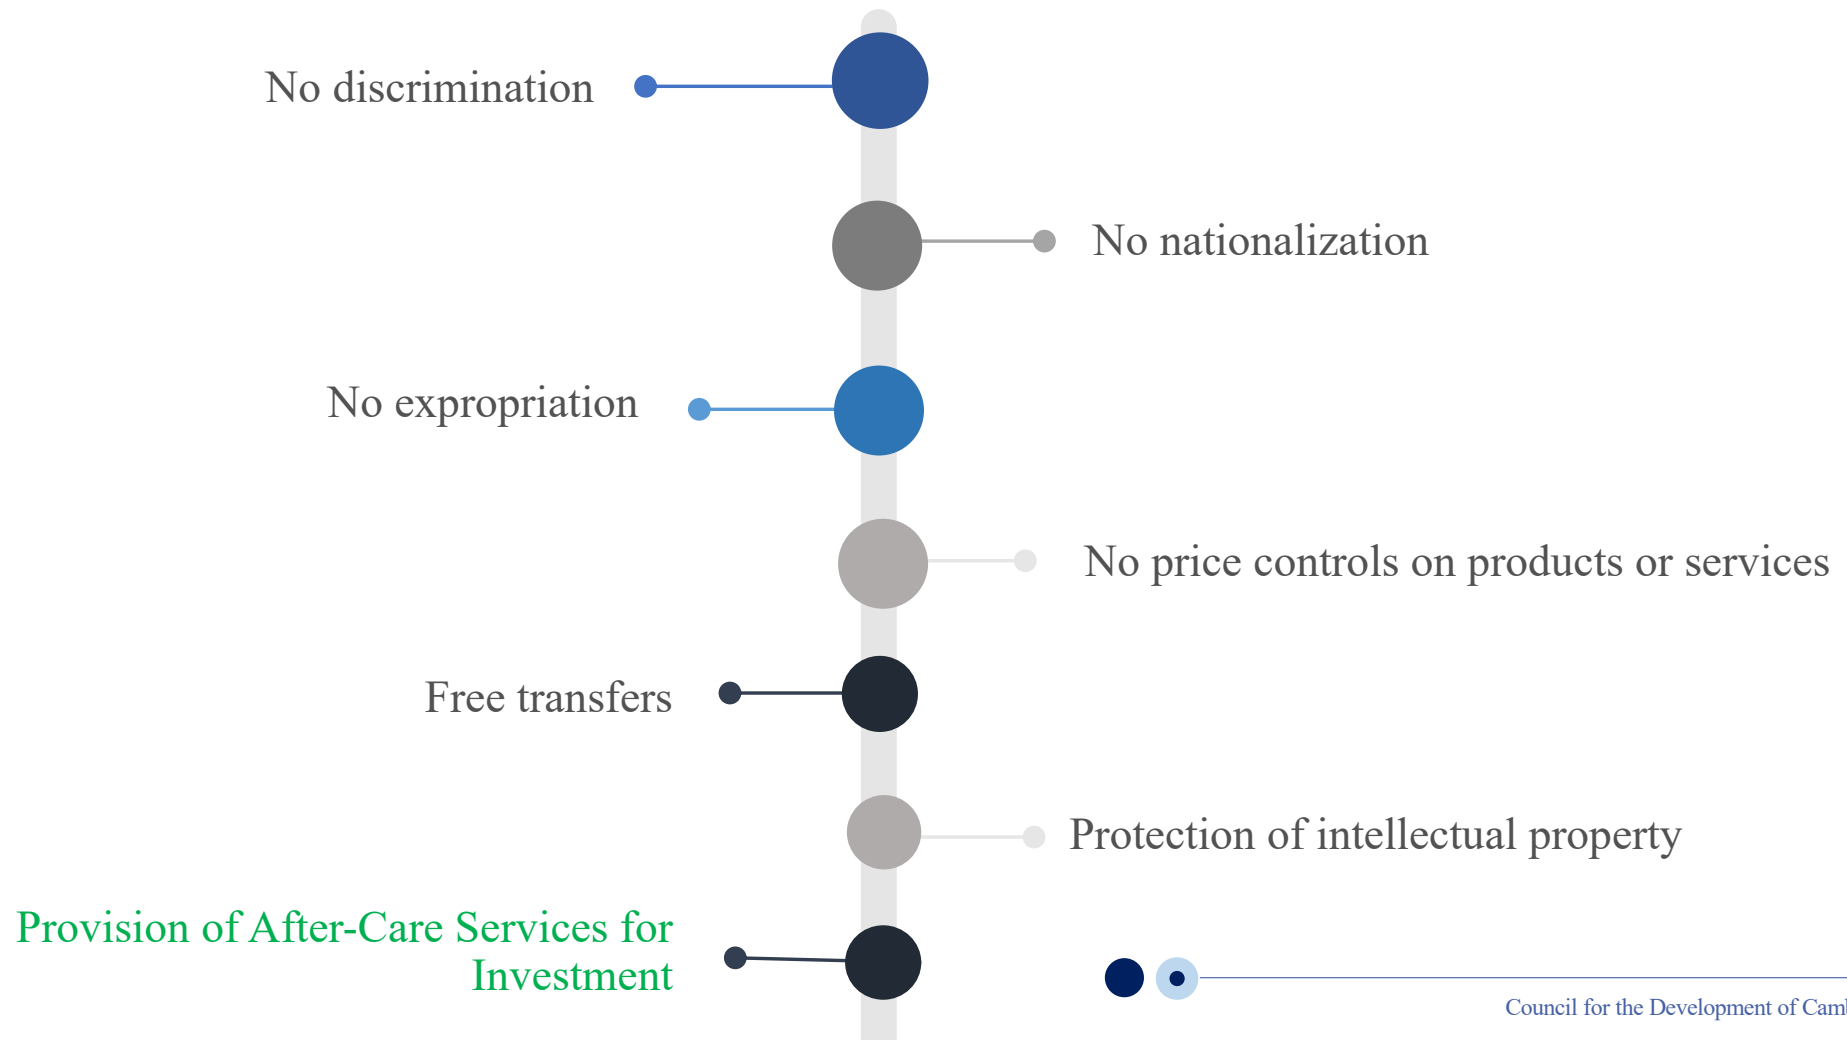 No discrimination
No nationalization
No expropriation
No price controls on products or services
Free transfers
Protection of intellectual property
Provision of After-Care Services for
Investment
Council for the Development of